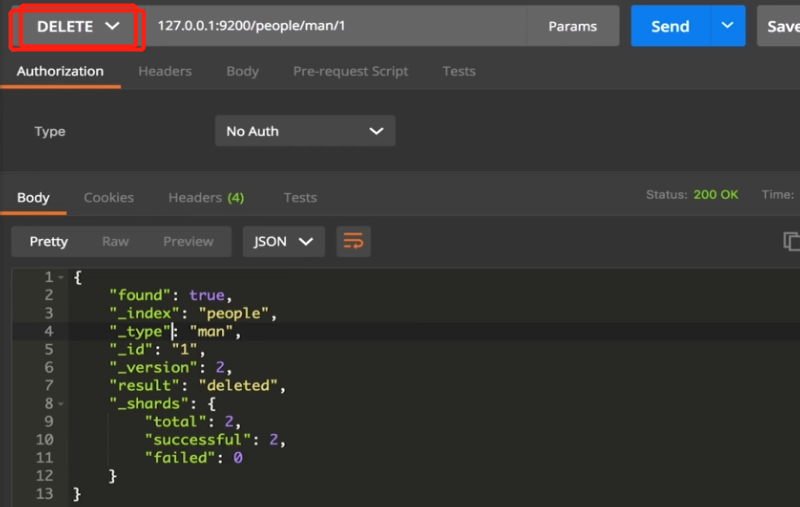 DELETE 127.0.0.1:9200/people/man/1 Params Send Save
Authorization Headers Body Pre-request Script Tests
Type No Auth
Body Cookies Headers (4) Tests Status: 200 OK Time:
Pretty Raw Preview JSON
1 {
2 "found": true,
3 "_index": "people",
4 "_type": "man",
5 "_id": "1",
6 "_version": 2,
7 "result": "deleted",
8 "_shards": {
9 "total": 2,
10 "successful": 2,
11 "failed": 0
12 }
13 }